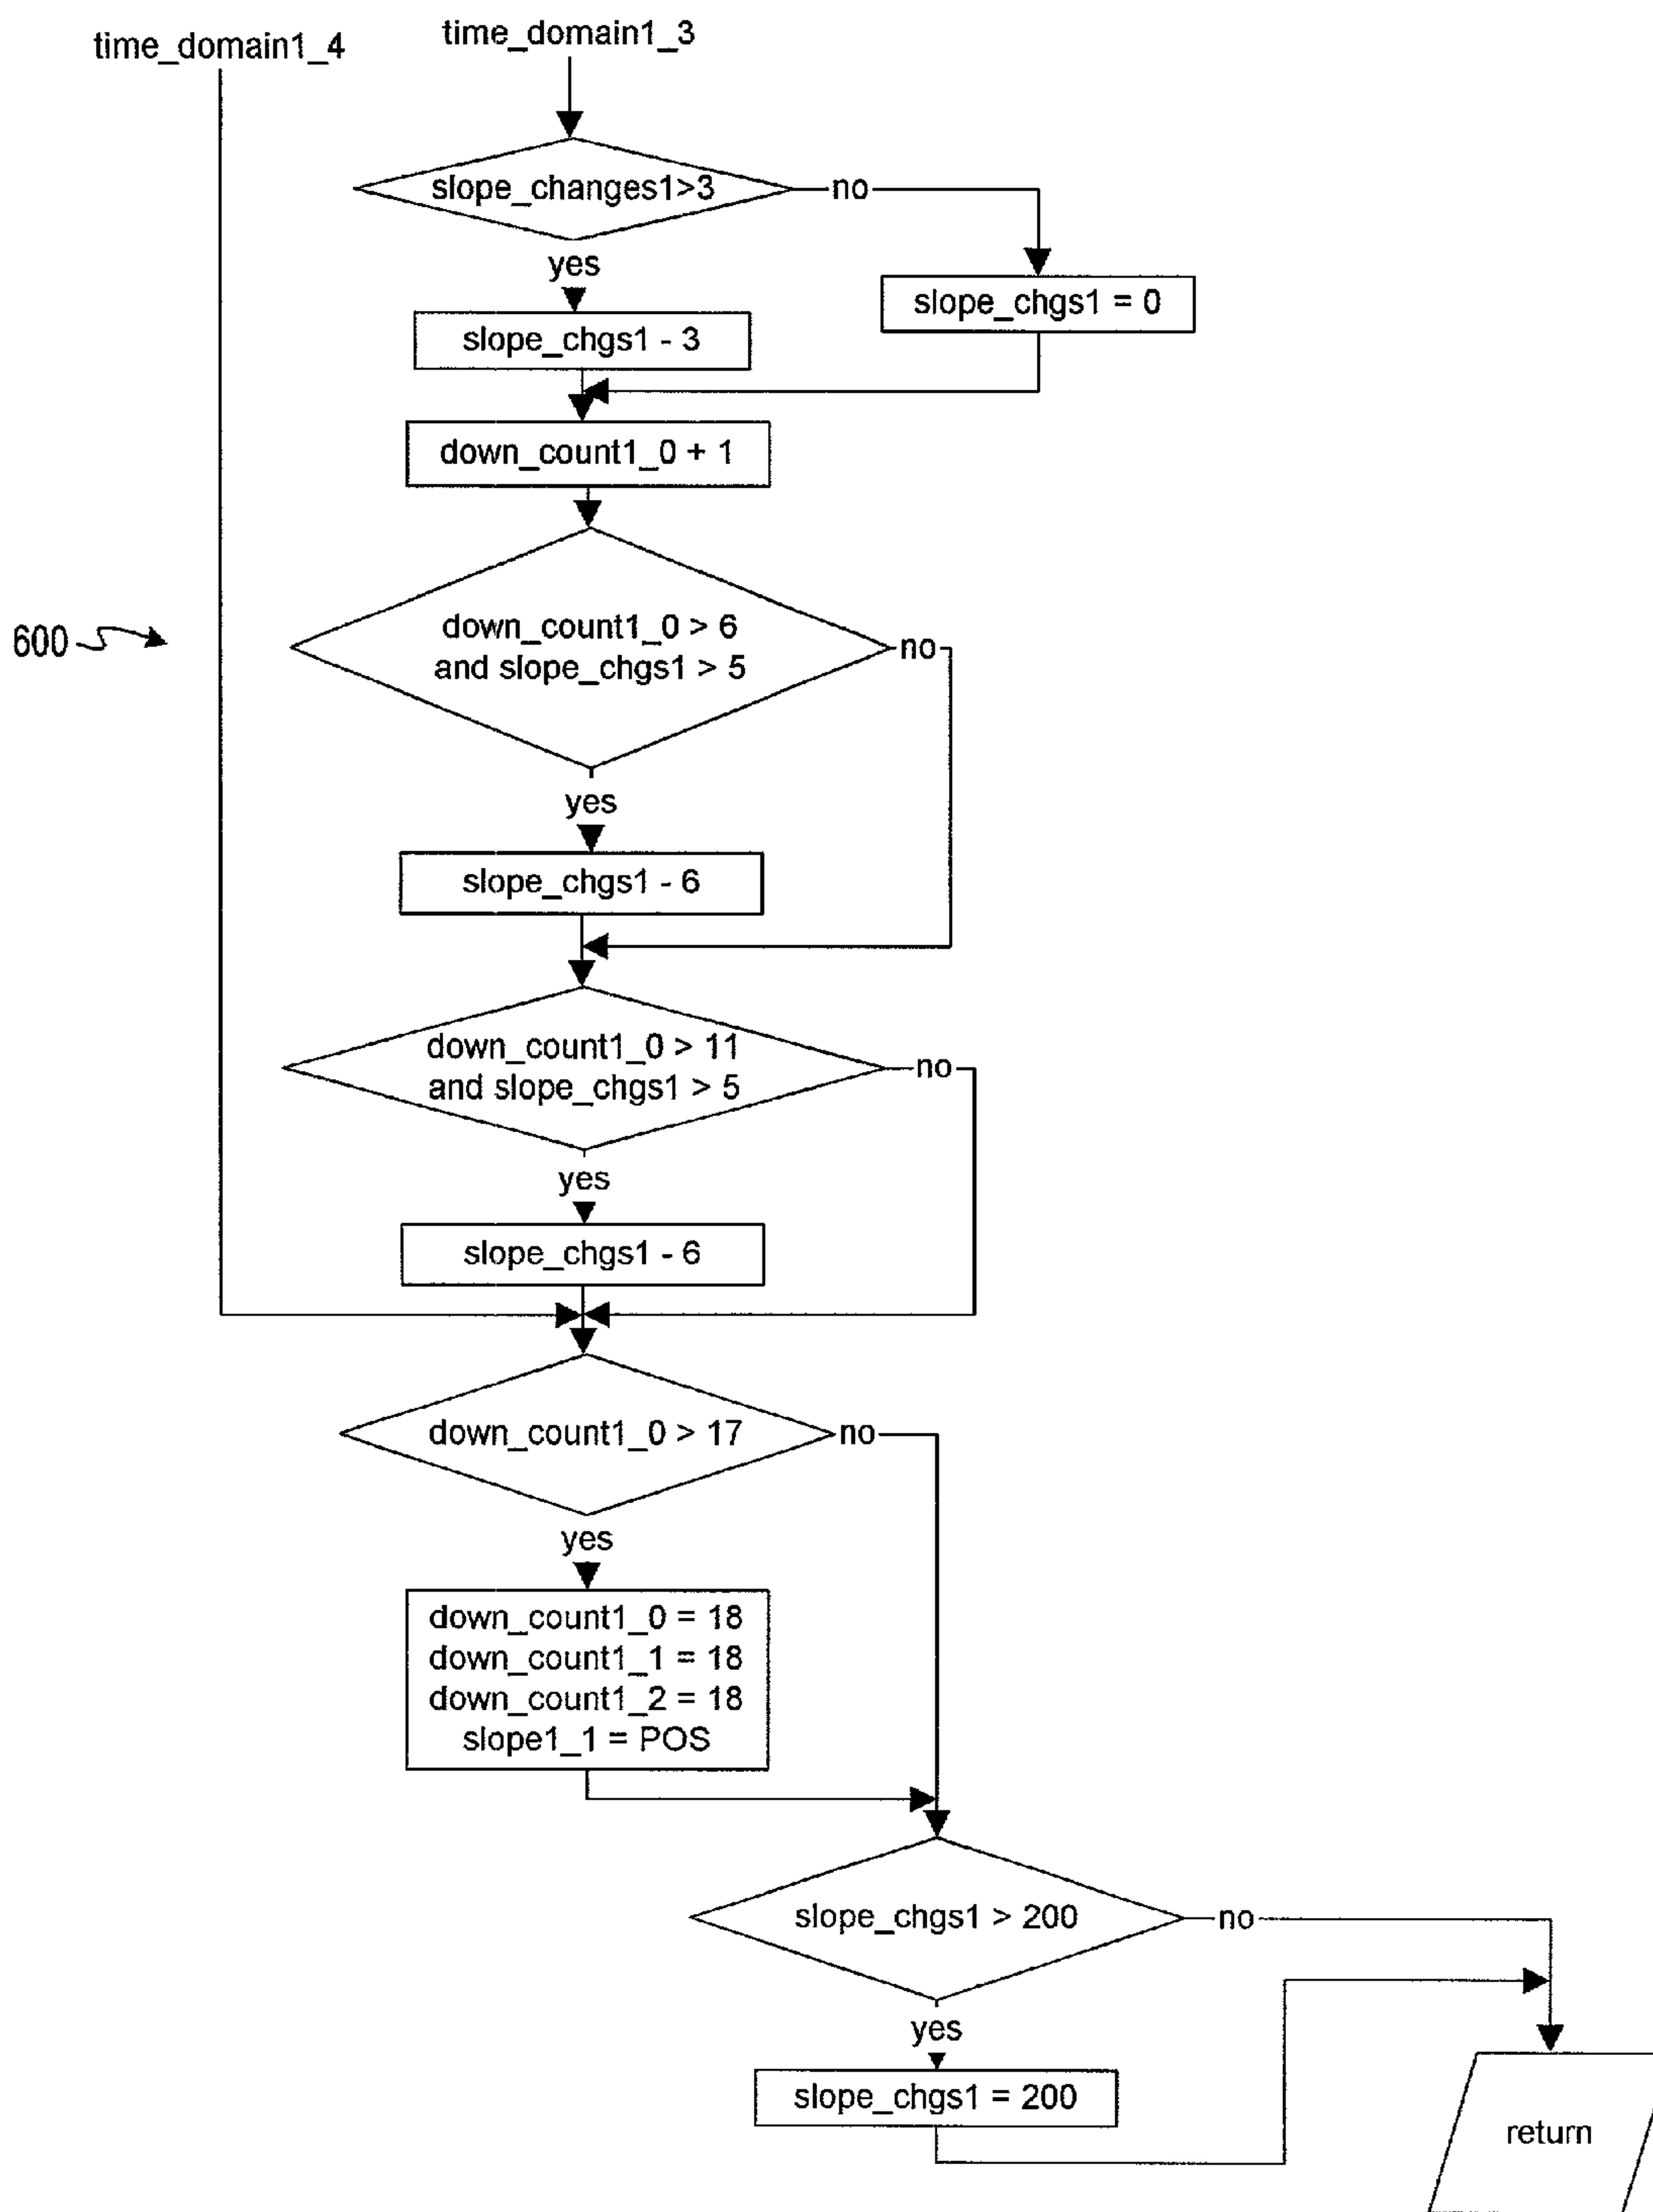 time_domain1_4
time_domain1_3
slope_changes1>3
no
yes
slope_chgs1 = 0
slope_chgs1 - 3
down_count1_0 + 1
600
down_count1_0 > 6
and slope_chgs1 > 5
no
yes
slope_chgs1 - 6
down_count1_0 > 11
and slope_chgs1 > 5
no
yes
slope_chgs1 - 6
down_count1_0 > 17
no
yes
down_count1_0 = 18
down_count1_1 = 18
down_count1_2 = 18
slope1_1 = POS
slope_chgs1 > 200
no
yes
slope_chgs1 = 200
return